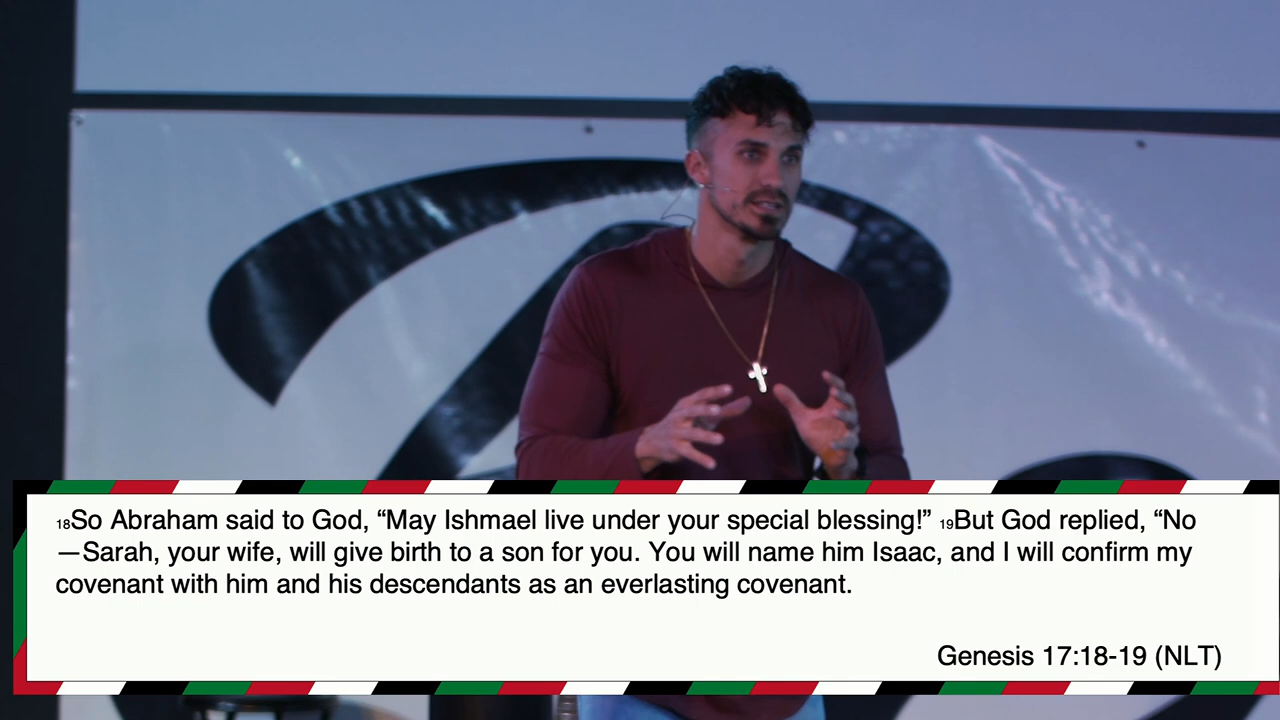 18So Abraham said to God, “May Ishmael live under your special blessing!” 19But God replied, “No
—Sarah, your wife, will give birth to a son for you. You will name him Isaac, and I will confirm my
covenant with him and his descendants as an everlasting covenant.
Genesis 17:18-19 (NLT)